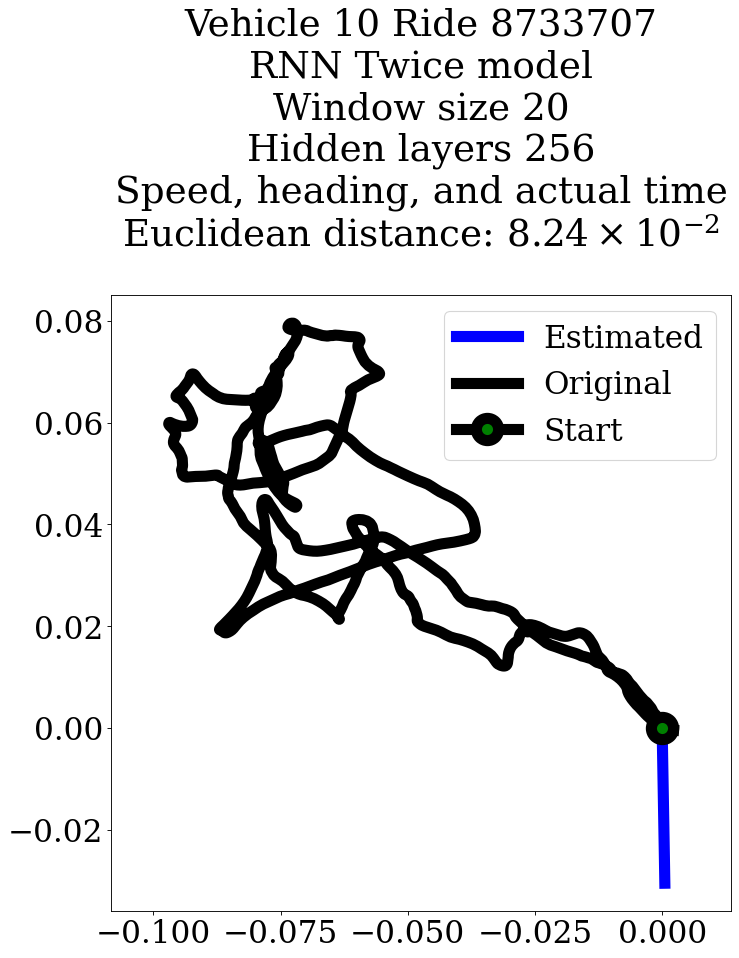 Vehicle 10 Ride 8733707
RNN Twice model
Window size 20
Hidden layers 256
Speed, heading, and actual time
Euclidean distance: 8.24 × 10⁻²
Estimated
Original
Start
0.08
0.06
0.04
0.02
0.00
−0.02
−0.100 −0.075 −0.050 −0.025 0.000